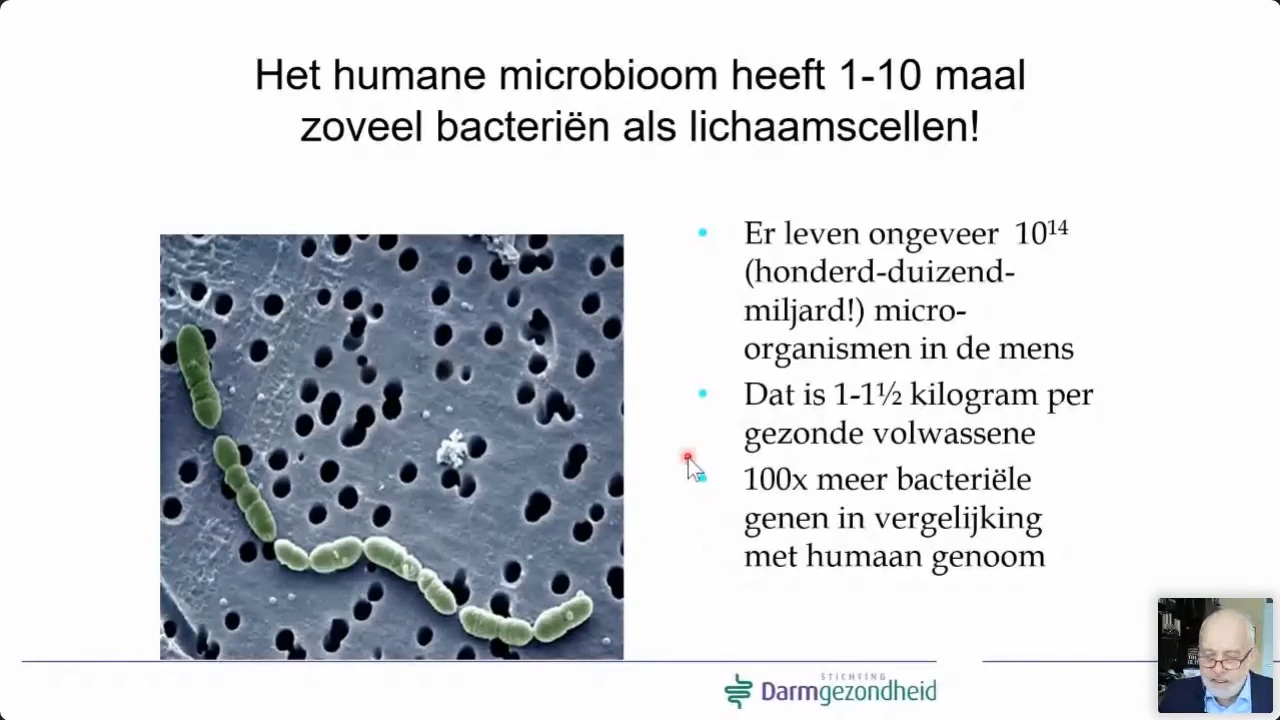 Het humane microbioom heeft 1-10 maal
zoveel bacteriën als lichaamscellen!
• Er leven ongeveer 10¹⁴
(honderd-duizend-
miljard!) micro-
organismen in de mens
• Dat is 1-1½ kilogram per
gezonde volwassene
• 100x meer bacteriële
genen in vergelijking
met humaan genoom
STICHTING
Darmgezondheid